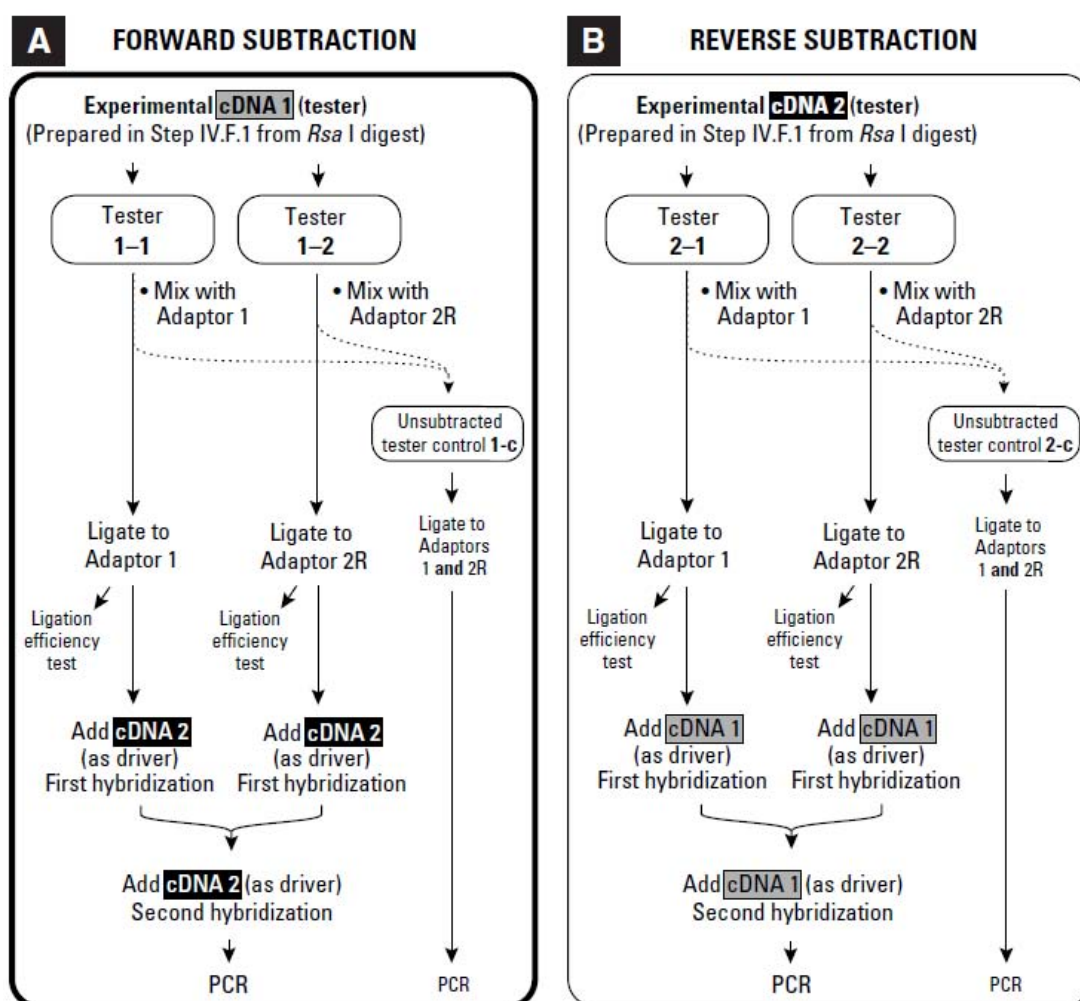 A FORWARD SUBTRACTION
Experimental cDNA 1 (tester)
(Prepared in Step IV.F.1 from Rsa I digest)
Tester
1–1
Tester
1–2
• Mix with
Adaptor 1
• Mix with
Adaptor 2R
Unsubtracted
tester control 1-c
Ligate to
Adaptor 1
Ligate to
Adaptor 2R
Ligate to
Adaptors
1 and 2R
Ligation
efficiency
test
Ligation
efficiency
test
Add cDNA 2
(as driver)
First hybridization
Add cDNA 2
(as driver)
First hybridization
Add cDNA 2 (as driver)
Second hybridization
PCR
PCR
B REVERSE SUBTRACTION
Experimental cDNA 2 (tester)
(Prepared in Step IV.F.1 from Rsa I digest)
Tester
2–1
Tester
2–2
• Mix with
Adaptor 1
• Mix with
Adaptor 2R
Unsubtracted
tester control 2-c
Ligate to
Adaptor 1
Ligate to
Adaptor 2R
Ligate to
Adaptors
1 and 2R
Ligation
efficiency
test
Ligation
efficiency
test
Add cDNA 1
(as driver)
First hybridization
Add cDNA 1
(as driver)
First hybridization
Add cDNA 1 (as driver)
Second hybridization
PCR
PCR